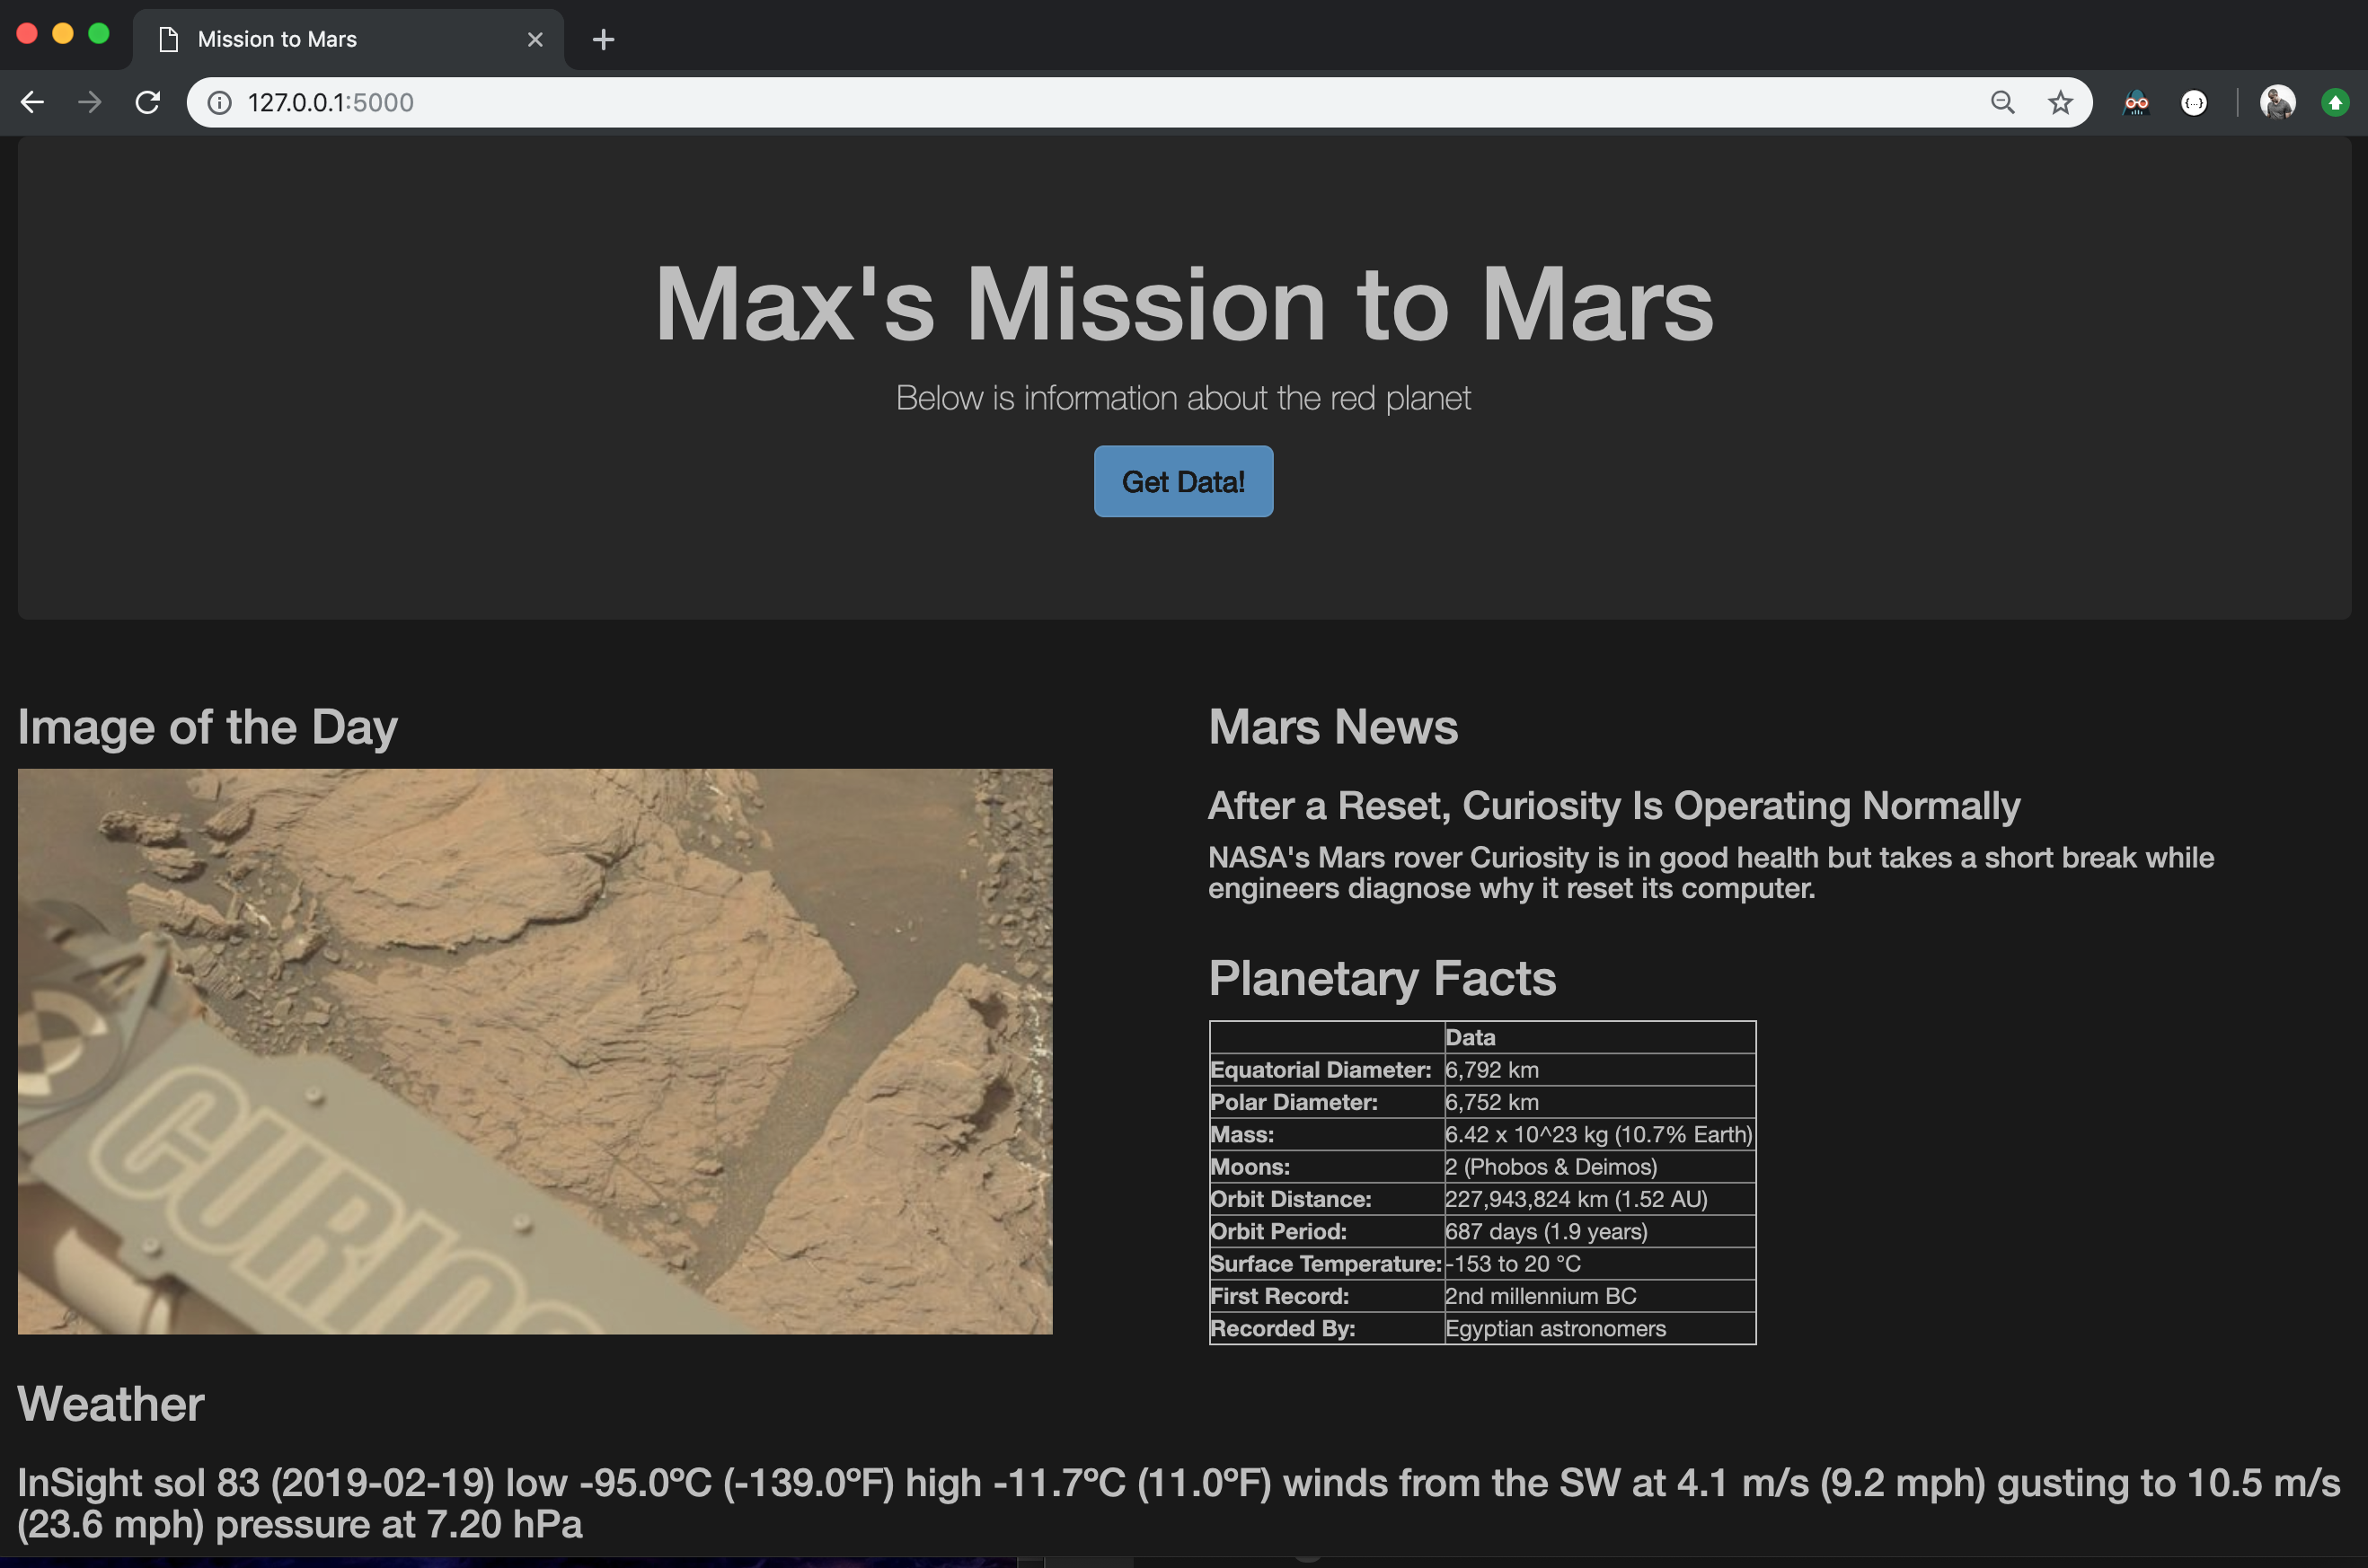 Mission to Mars
127.0.0.1:5000
Max's Mission to Mars
Below is information about the red planet
Get Data!
Image of the Day
CURIO
Weather
InSight sol 83 (2019-02-19) low -95.0ºC (-139.0ºF) high -11.7ºC (11.0ºF) winds from the SW at 4.1 m/s (9.2 mph) gusting to 10.5 m/s
(23.6 mph) pressure at 7.20 hPa
Mars News
After a Reset, Curiosity Is Operating Normally
NASA's Mars rover Curiosity is in good health but takes a short break while
engineers diagnose why it reset its computer.
Planetary Facts
Data
Equatorial Diameter: 6,792 km
Polar Diameter: 6,752 km
Mass: 6.42 x 10^23 kg (10.7% Earth)
Moons: 2 (Phobos & Deimos)
Orbit Distance: 227,943,824 km (1.52 AU)
Orbit Period: 687 days (1.9 years)
Surface Temperature: -153 to 20 °C
First Record: 2nd millennium BC
Recorded By: Egyptian astronomers